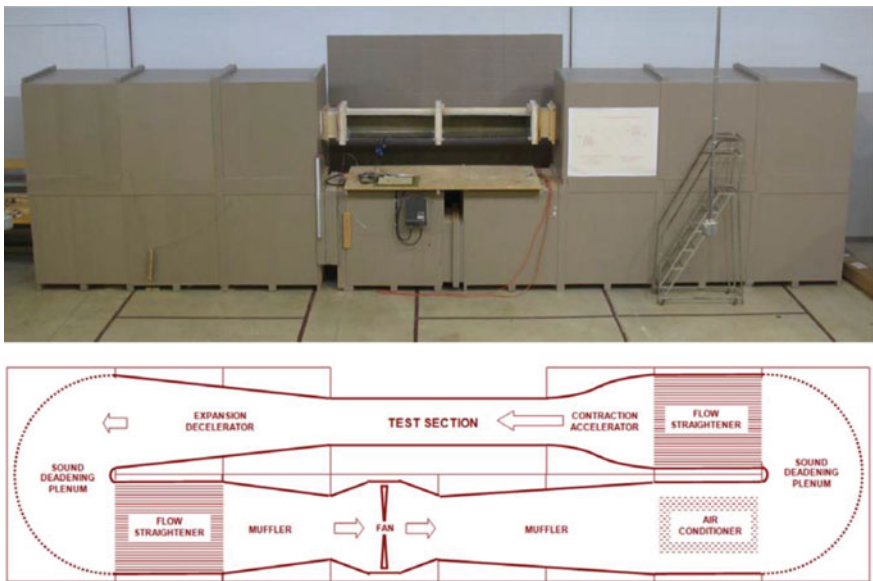 EXPANSION
DECELERATOR
TEST SECTION
CONTRACTION
ACCELERATOR
FLOW
STRAIGHTENER
SOUND
DEADENING
PLENUM
SOUND
DEADENING
PLENUM
FLOW
STRAIGHTENER
MUFFLER
FAN
MUFFLER
AIR
CONDITIONER